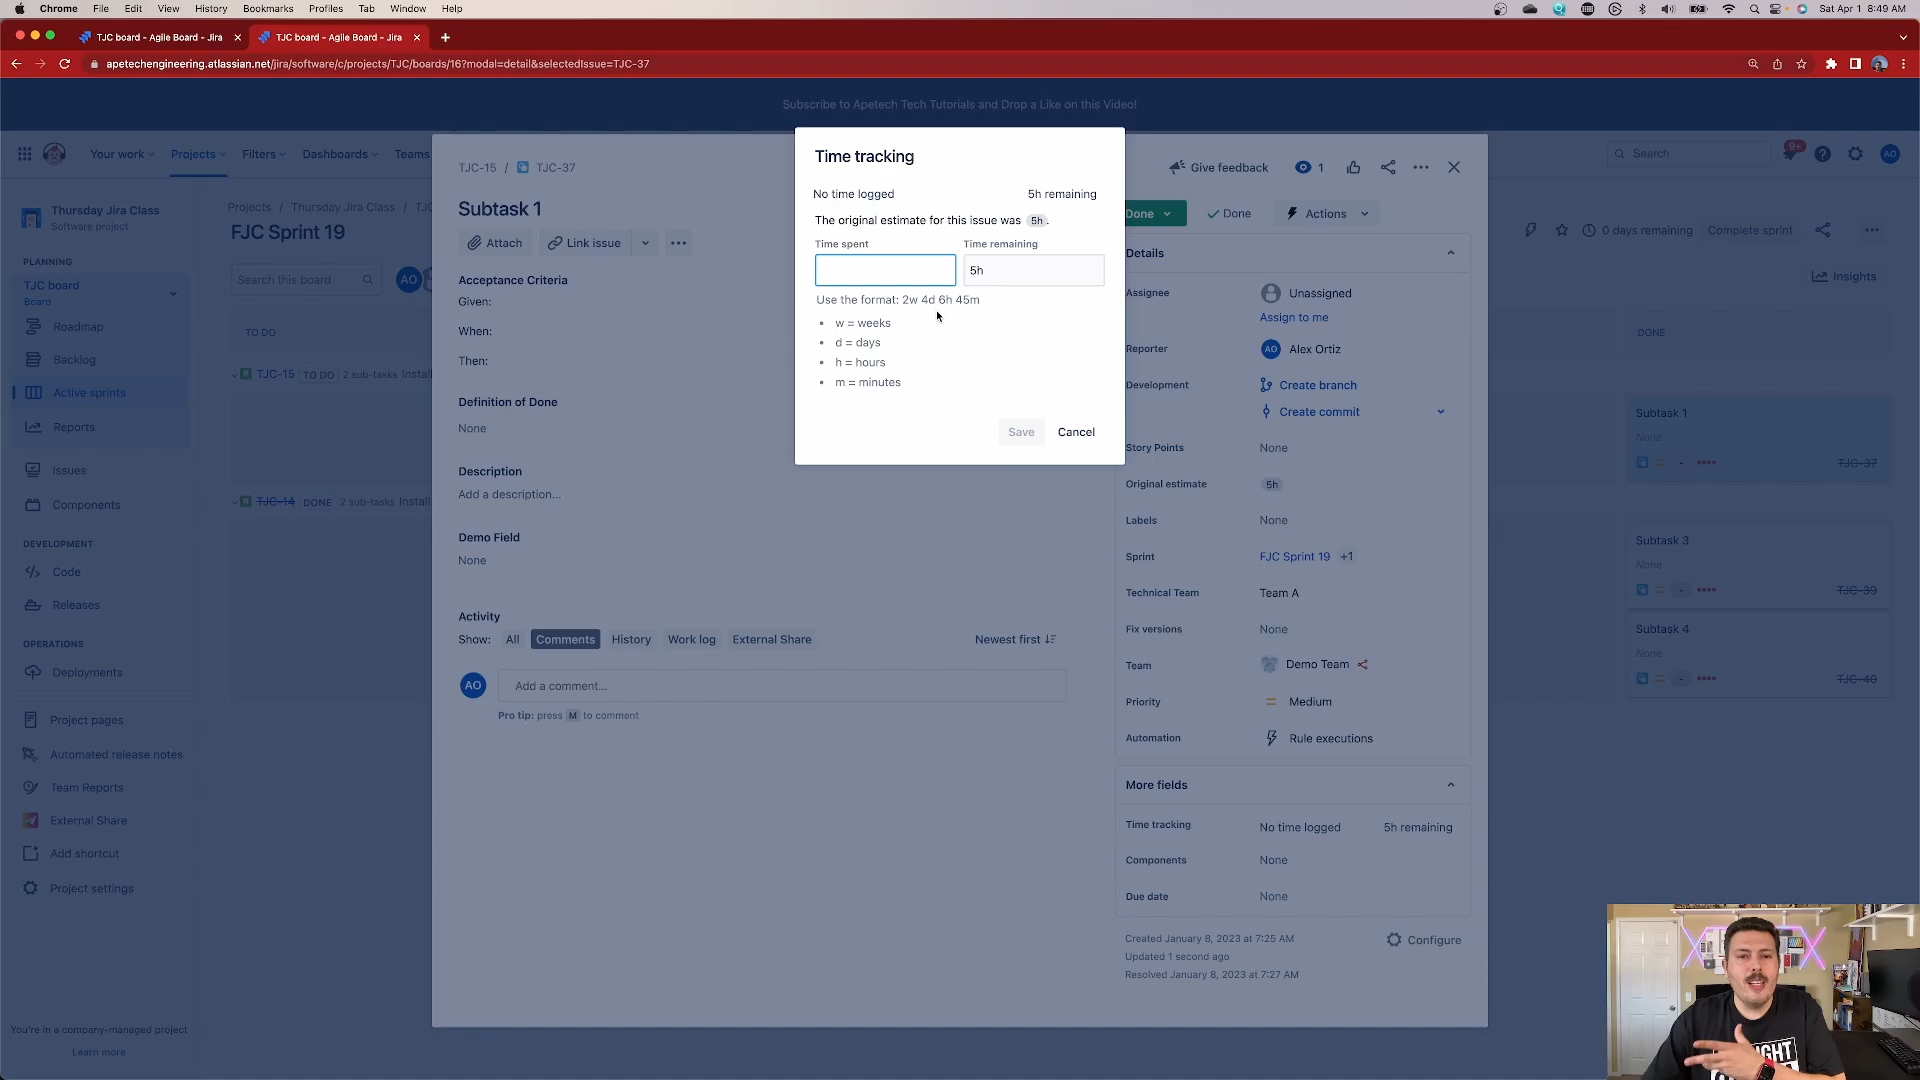 Chrome File Edit View History Bookmarks Profiles Tab Window Help
Sat Apr 1 8:49 AM
TJC board - Agile Board - Jira
TJC board - Agile Board - Jira
apetechengineering.atlassian.net/jira/software/c/projects/TJC/boards/16?modal=detail&selectedIssue=TJC-37
Subscribe to Apetech Tech Tutorials and Drop a Like on this Video!
Your work Projects Filters Dashboards Teams
Search
9+
AO
Thursday Jira Class
Software project
PLANNING
TJC board
Board
Roadmap
Backlog
Active sprints
Reports
Issues
Components
DEVELOPMENT
Code
Releases
OPERATIONS
Deployments
Project pages
Automated release notes
Team Reports
External Share
Add shortcut
Project settings
You're in a company-managed project
Learn more
Projects / Thursday Jira Class / TJC
FJC Sprint 19
Search this board
AO
0 days remaining
Complete sprint
Insights
TO DO
DONE
TJC-15 TO DO 2 sub-tasks Install
TJC-14 DONE 2 sub-tasks Install
Subtask 1
None
-
TJC-37
Subtask 3
None
-
TJC-39
Subtask 4
None
-
TJC-40
TJC-15 / TJC-37
Give feedback
1
Subtask 1
Attach
Link issue
Acceptance Criteria
Given:
When:
Then:
Definition of Done
None
Description
Add a description...
Demo Field
None
Activity
Show: All Comments History Work log External Share
Newest first
AO
Add a comment...
Pro tip: press M to comment
Done
Done
Actions
Details
Assignee
Unassigned
Assign to me
Reporter
AO Alex Ortiz
Development
Create branch
Create commit
Story Points
None
Original estimate
5h
Labels
None
Sprint
FJC Sprint 19 +1
Technical Team
Team A
Fix versions
None
Team
Demo Team
Priority
Medium
Automation
Rule executions
More fields
Time tracking
No time logged
5h remaining
Components
None
Due date
None
Created January 8, 2023 at 7:25 AM
Updated 1 second ago
Resolved January 8, 2023 at 7:27 AM
Configure
Time tracking
No time logged
5h remaining
The original estimate for this issue was 5h.
Time spent
Time remaining
5h
Use the format: 2w 4d 6h 45m
• w = weeks
• d = days
• h = hours
• m = minutes
Save
Cancel